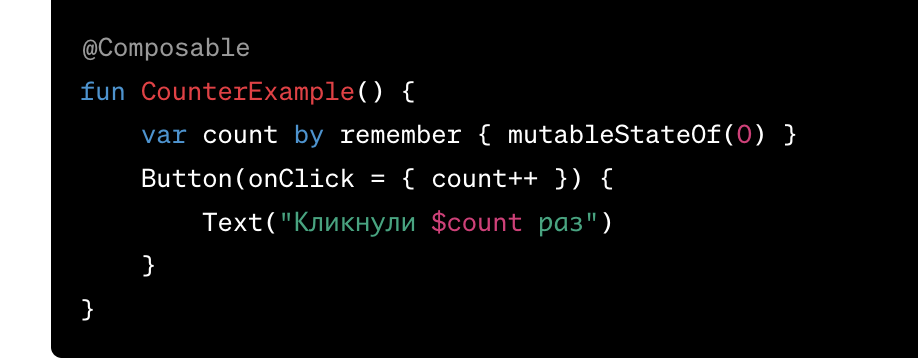 @Composable
fun CounterExample() {
    var count by remember { mutableStateOf(0) }
    Button(onClick = { count++ }) {
        Text("Кликнули $count раз")
    }
}